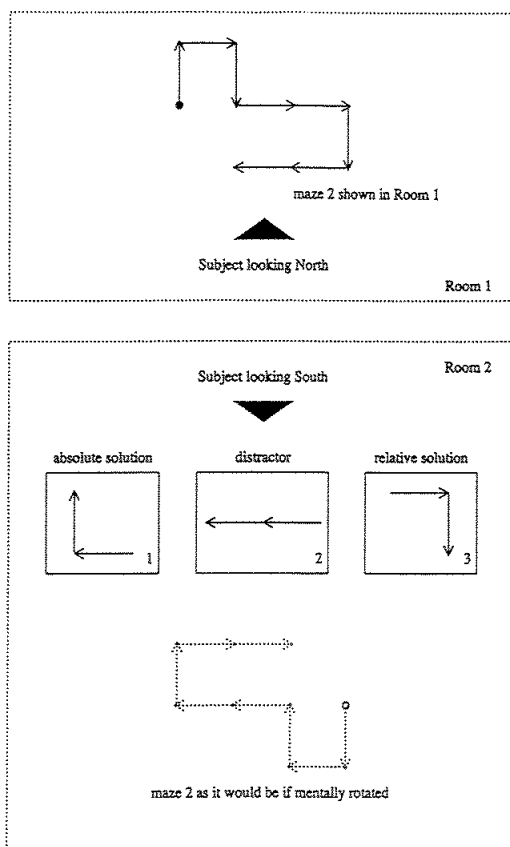 maze 2 shown in Room 1
Subject looking North
Room 1
Room 2
Subject looking South
absolute solution
distractor
relative solution
1
2
3
maze 2 as it would be if mentally rotated